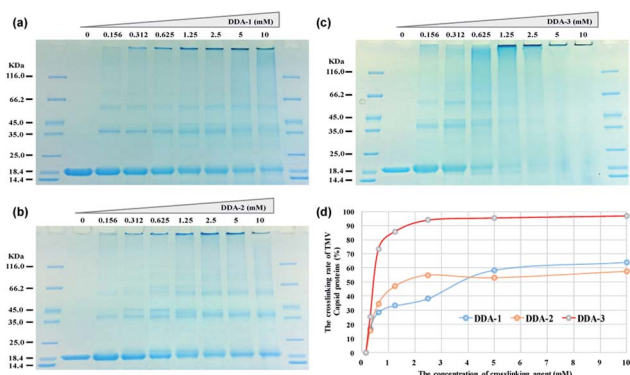 (a)
DDA-1 (mM)
0 0.156 0.312 0.625 1.25 2.5 5 10
KDa
116.0
66.2
45.0
35.0
25.0
18.4
14.4
(b)
DDA-2 (mM)
0 0.156 0.312 0.625 1.25 2.5 5 10
KDa
116.0
66.2
45.0
35.0
25.0
18.4
14.4
(c)
DDA-3 (mM)
0 0.156 0.312 0.625 1.25 2.5 5 10
KDa
116.0
66.2
45.0
35.0
25.0
18.4
14.4
(d)
The crosslinking rate of TMV
Capsid proteins (%)
100
90
80
70
60
50
40
30
20
10
0
DDA-1 DDA-2 DDA-3
0 1 2 3 4 5 6 7 8 9 10
The concentration of crosslinking agent (mM)